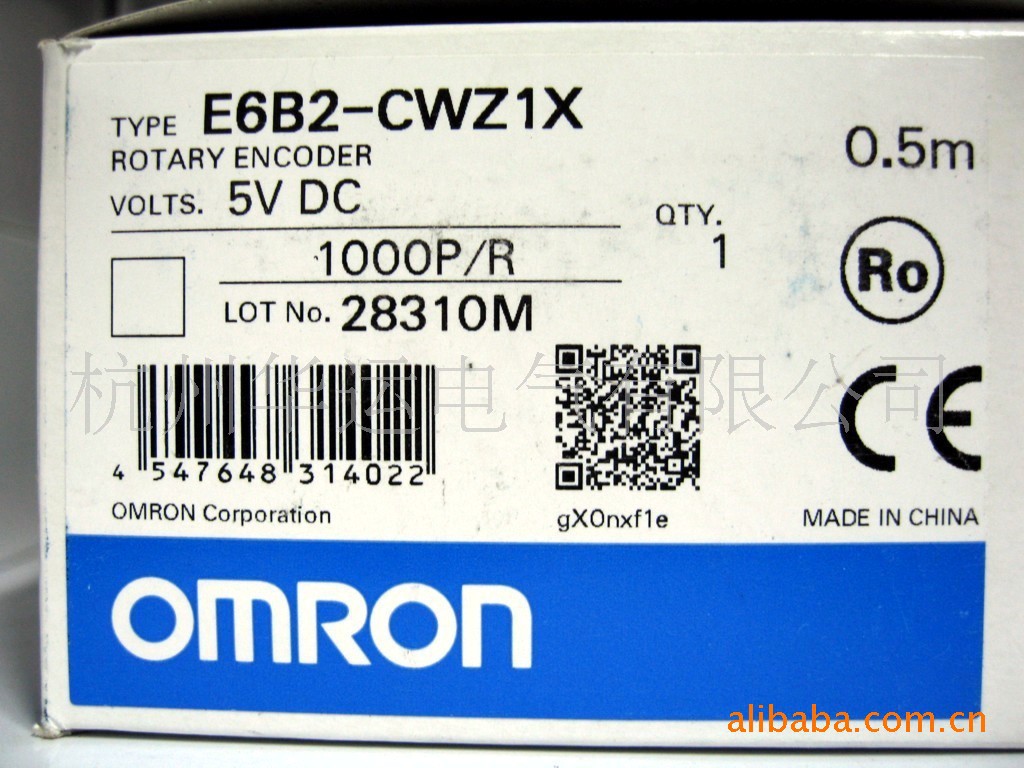 TYPE E6B2-CWZ1X
ROTARY ENCODER
0.5m
VOLTS. 5V DC
QTY.
1
1000P/R
Ro
LOT No. 28310M
杭州华运电气有限公司
CE
4 547648 314022
OMRON Corporation
gX0nxf1e
MADE IN CHINA
OMRON
alibaba.com.cn